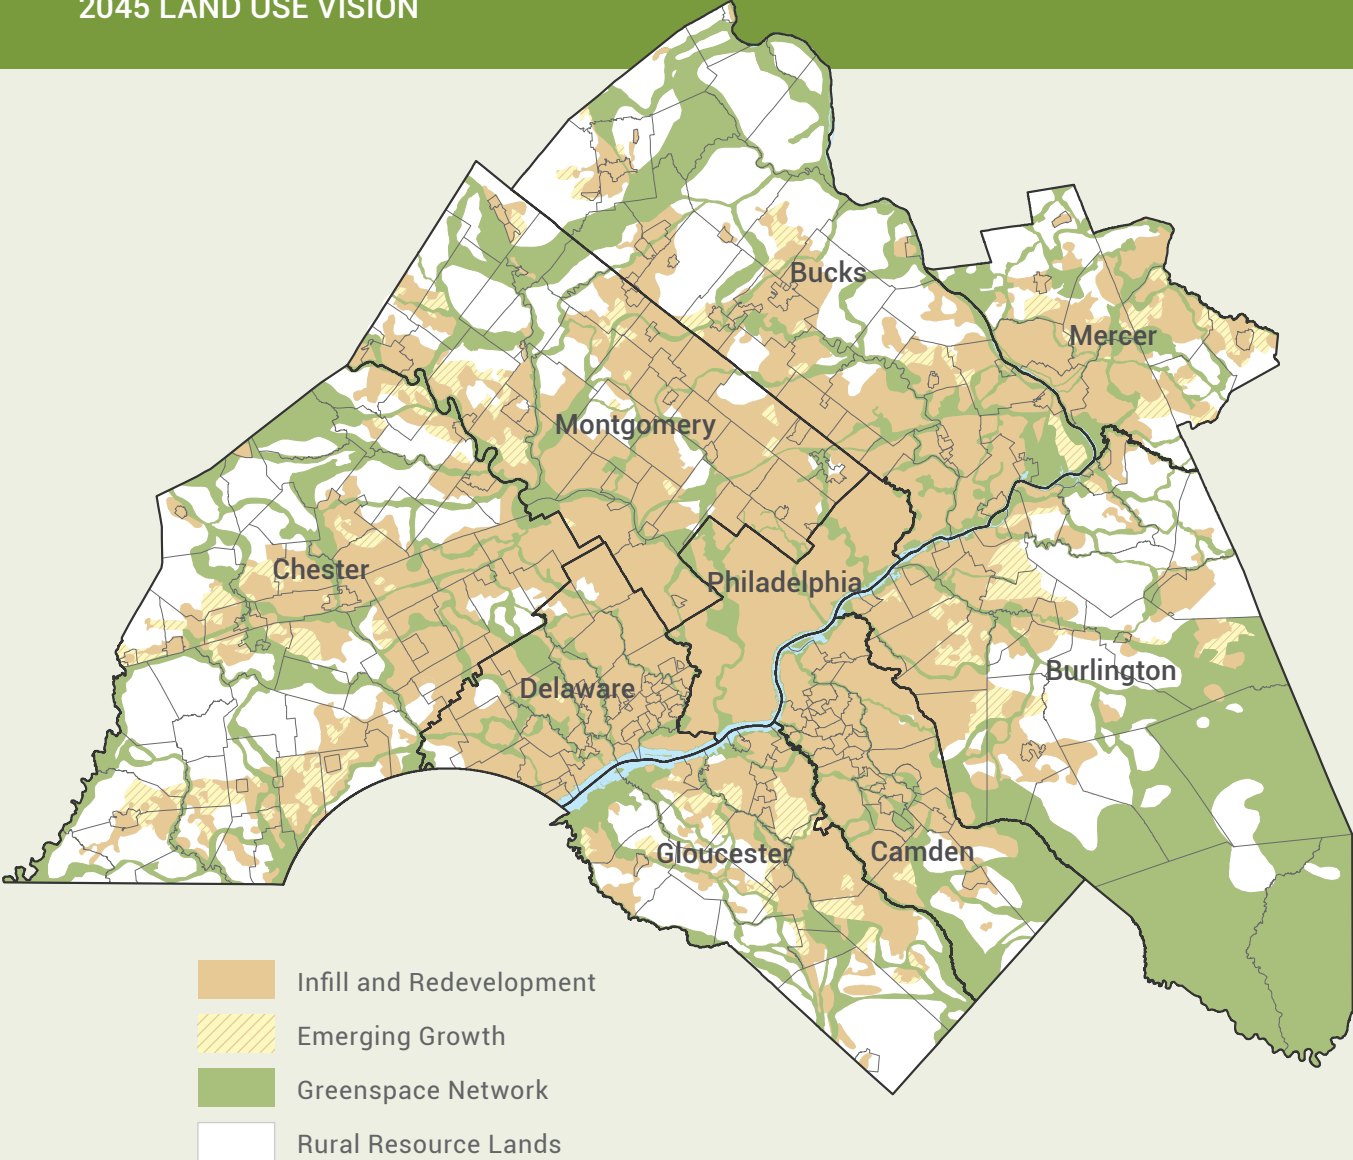 2045 LAND USE VISION
Bucks
Mercer
Montgomery
Chester
Philadelphia
Burlington
Delaware
Gloucester
Camden
Infill and Redevelopment
Emerging Growth
Greenspace Network
Rural Resource Lands